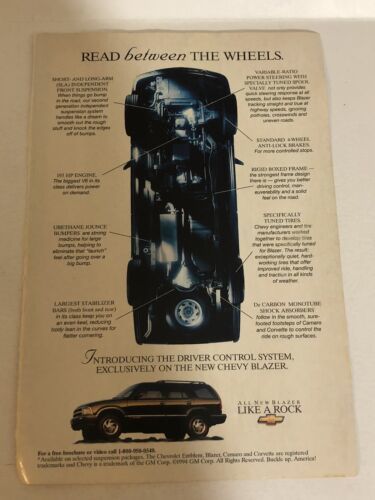 READ between THE WHEELS.
SHORT- AND LONG-ARM
(SLA) INDEPENDENT
FRONT SUSPENSION
When things go bump
in the road, our second
generation independent
suspension system
handles like a dream to
smooth out the rough
stuff and knock the edges
off of bumps.
195 HP ENGINE,
The biggest V6 in its
class delivers power
on demand.
URETHANE JOUNCE
BUMPERS are strong
medicine for large
bumps, helping to
eliminate that "launch"
feel after going over a
big bump.
LARGEST STABILIZER
BARS (both front and rear)
in its class keep you on
an even keel, reducing
body lean in the curves for
flatter cornering.
VARIABLE-RATIO
POWER STEERING WITH
SPECIALLY TUNED SPOOL
VALVE not only provides
quick steering response at all
speeds, but also keeps Blazer
tracking straight and true at
highway speeds, ignoring
potholes, crosswinds and
uneven roads.
STANDARD 4-WHEEL
ANTI-LOCK BRAKES.
For more controlled stops.
RIGID BOXED FRAME —
the strongest frame design
there is — gives you better
driving control, man-
euverability and a solid
feel on the road.
SPECIFICALLY
TUNED TIRES
Chevy engineers and tire
manufacturers worked
together to develop tires
that were specifically tuned
for Blazer. The result:
exceptionally quiet, hard-
working tires that offer
improved ride, handling
and traction in all kinds
of weather.
De CARBON MONOTUBE
SHOCK ABSORBERS*
follow in the smooth, sure-
footed footsteps of Camaro
and Corvette to control the
ride on rough surfaces.
INTRODUCING THE DRIVER CONTROL SYSTEM,
EXCLUSIVELY ON THE NEW CHEVY BLAZER.
ALL NEW BLAZER
LIKE A ROCK
For a free brochure or video call 1-800-950-0540.
*Available on selected suspension packages. The Chevrolet Emblem, Blazer, Camaro and Corvette are registered
trademarks and Chevy is a trademark of the GM Corp. ©1994 GM Corp. All Rights Reserved. Buckle up, America!